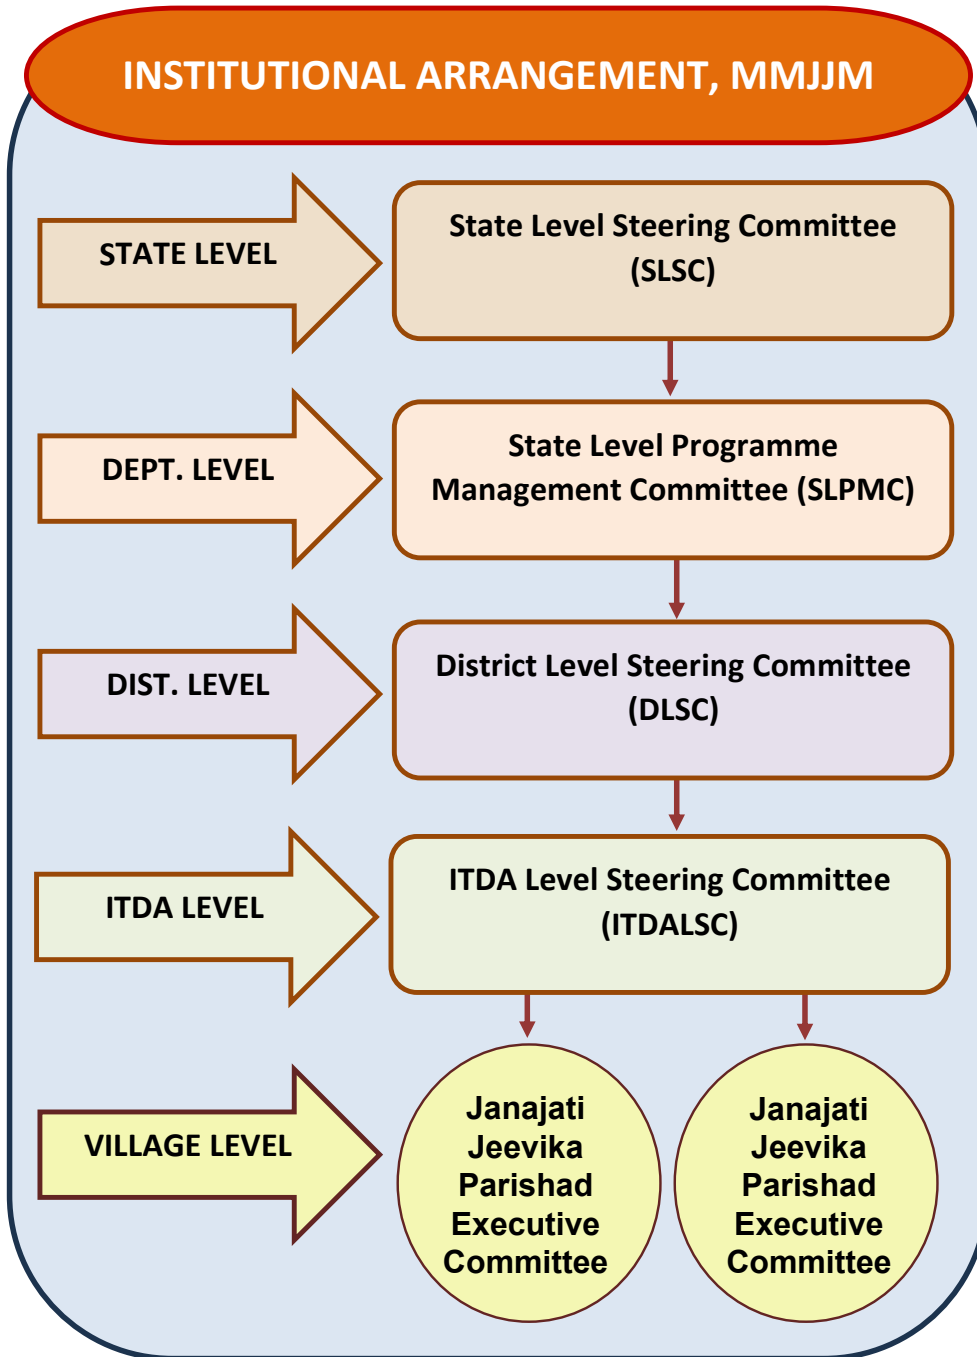 INSTITUTIONAL ARRANGEMENT, MMJJM
STATE LEVEL
State Level Steering Committee
(SLSC)
DEPT. LEVEL
State Level Programme
Management Committee (SLPMC)
DIST. LEVEL
District Level Steering Committee
(DLSC)
ITDA LEVEL
ITDA Level Steering Committee
(ITDALSC)
VILLAGE LEVEL
Janajati
Jeevika
Parishad
Executive
Committee
Janajati
Jeevika
Parishad
Executive
Committee